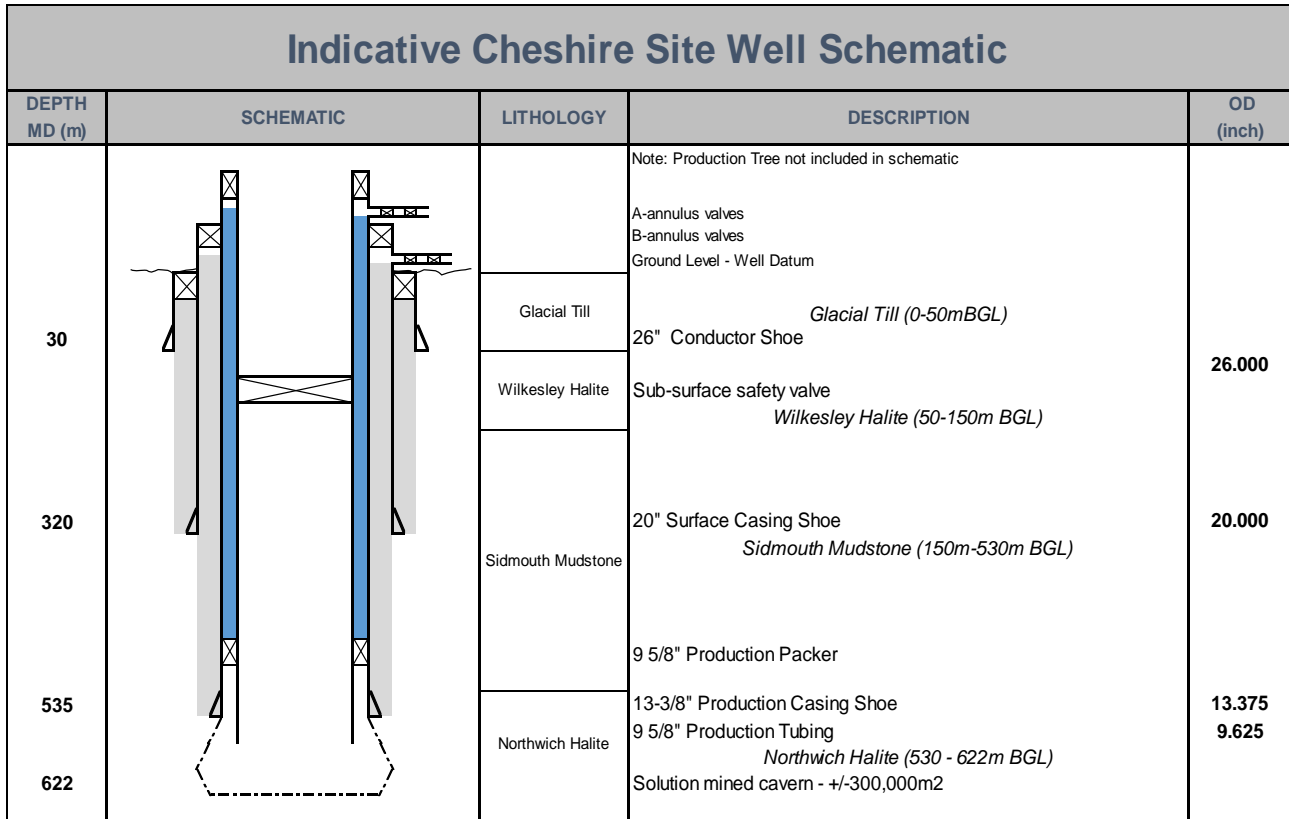 Indicative Cheshire Site Well Schematic
DEPTH
MD (m)
SCHEMATIC
LITHOLOGY
DESCRIPTION
OD
(inch)
Note: Production Tree not included in schematic
A-annulus valves
B-annulus valves
Ground Level - Well Datum
Glacial Till
Glacial Till (0-50mBGL)
30
26" Conductor Shoe
26.000
Wilkesley Halite
Sub-surface safety valve
Wilkesley Halite (50-150m BGL)
320
20" Surface Casing Shoe
20.000
Sidmouth Mudstone (150m-530m BGL)
Sidmouth Mudstone
9 5/8" Production Packer
535
13-3/8" Production Casing Shoe
13.375
9 5/8" Production Tubing
9.625
Northwich Halite
Northwich Halite (530 - 622m BGL)
622
Solution mined cavern - +/-300,000m2